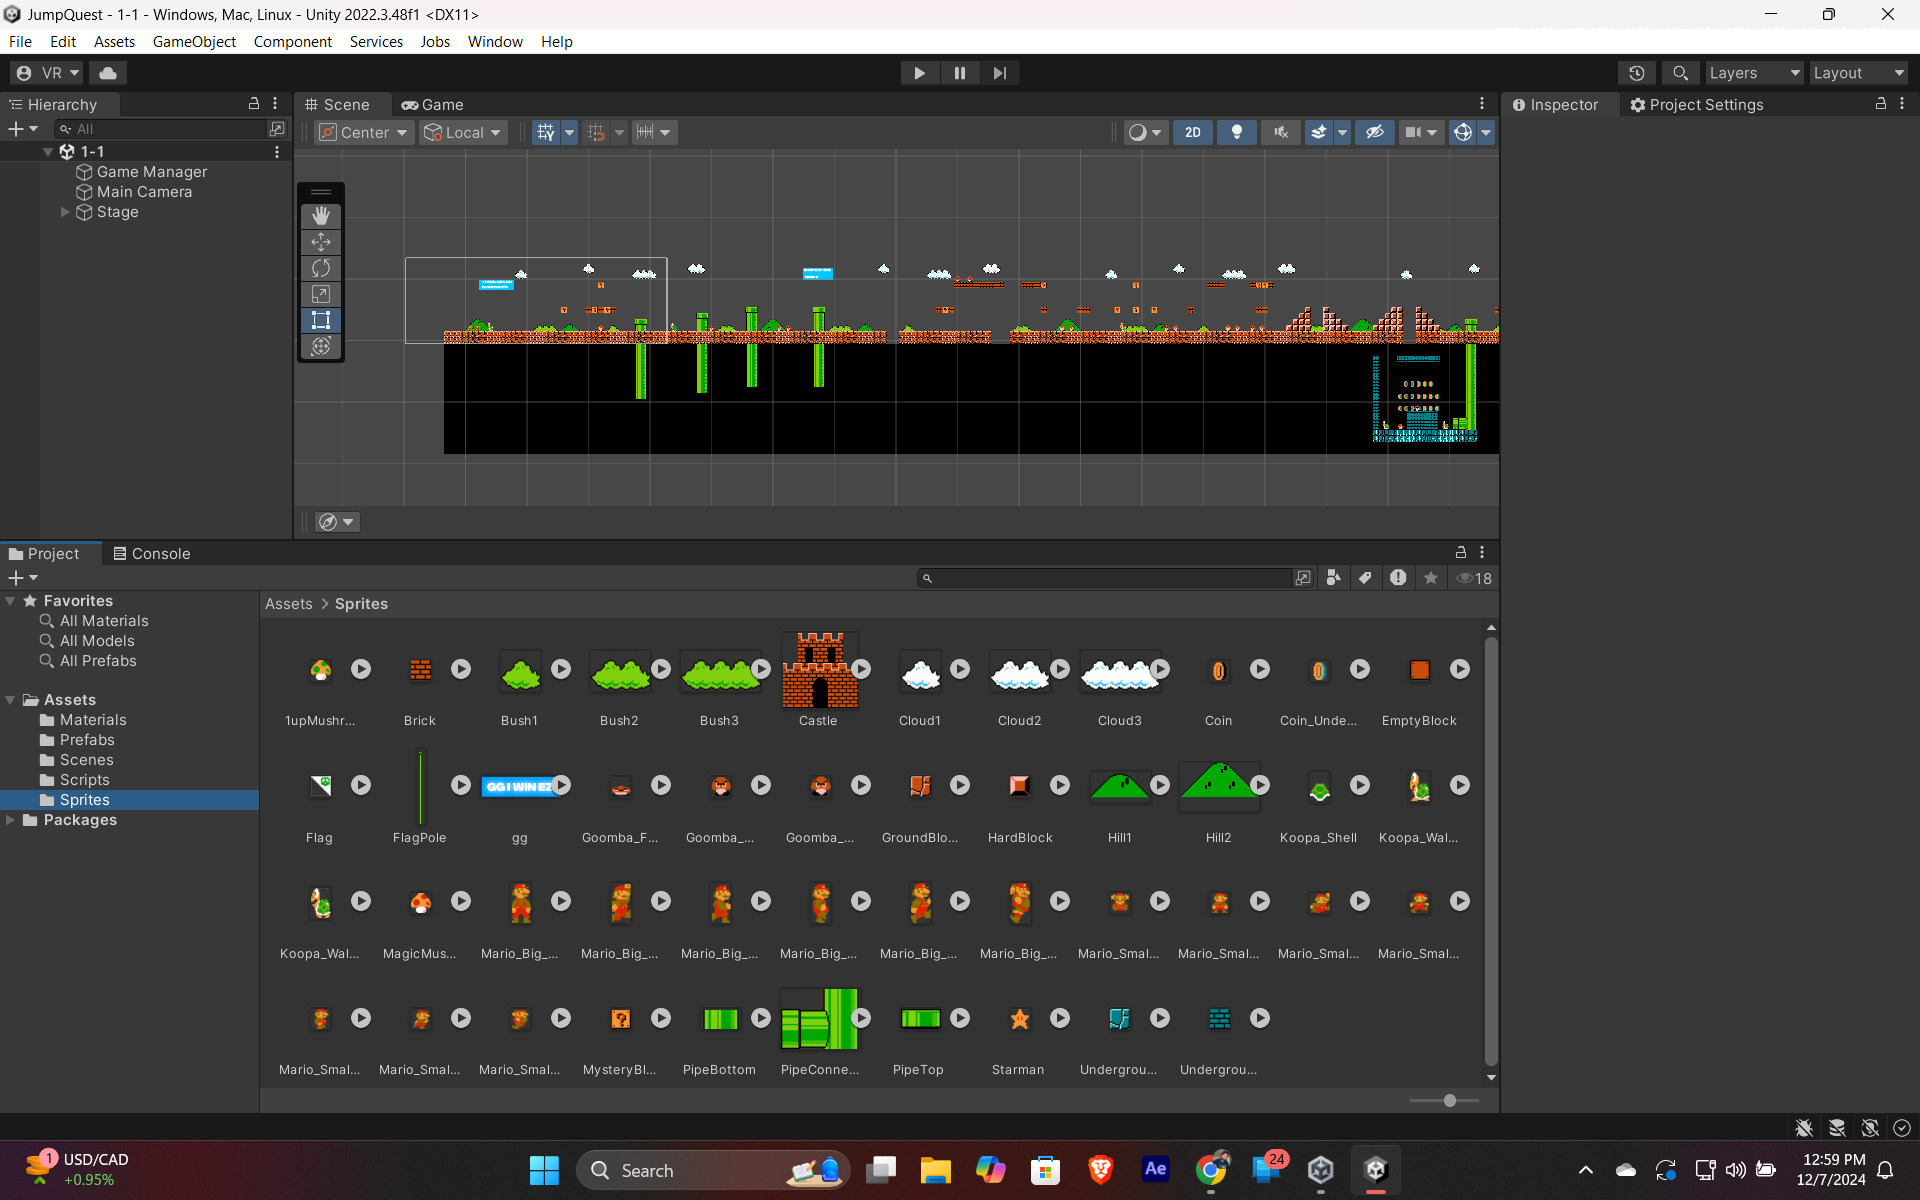 JumpQuest - 1-1 - Windows, Mac, Linux - Unity 2022.3.48f1 <DX11>
File Edit Assets GameObject Component Services Jobs Window Help
VR Layers Layout
Hierarchy Scene Game Inspector Project Settings
All Center Local 2D
1-1
Game Manager
Main Camera
Stage
Project Console
18
Favorites Assets > Sprites
All Materials
All Models
All Prefabs
Assets
Materials
Prefabs
Scenes
Scripts
Sprites
Packages
1upMushr... Brick Bush1 Bush2 Bush3 Castle Cloud1 Cloud2 Cloud3 Coin Coin_Unde... EmptyBlock
GG I WIN EZ
Flag FlagPole gg Goomba_F... Goomba_... Goomba_... GroundBlo... HardBlock Hill1 Hill2 Koopa_Shell Koopa_Wal...
Koopa_Wal... MagicMus... Mario_Big_... Mario_Big_... Mario_Big_... Mario_Big_... Mario_Big_... Mario_Big_... Mario_Smal... Mario_Smal... Mario_Smal... Mario_Smal...
Mario_Smal... Mario_Smal... Mario_Smal... MysteryBl... PipeBottom PipeConne... PipeTop Starman Undergrou... Undergrou...
1 USD/CAD
+0.95%
Search
Ae
24
12:59 PM
12/7/2024